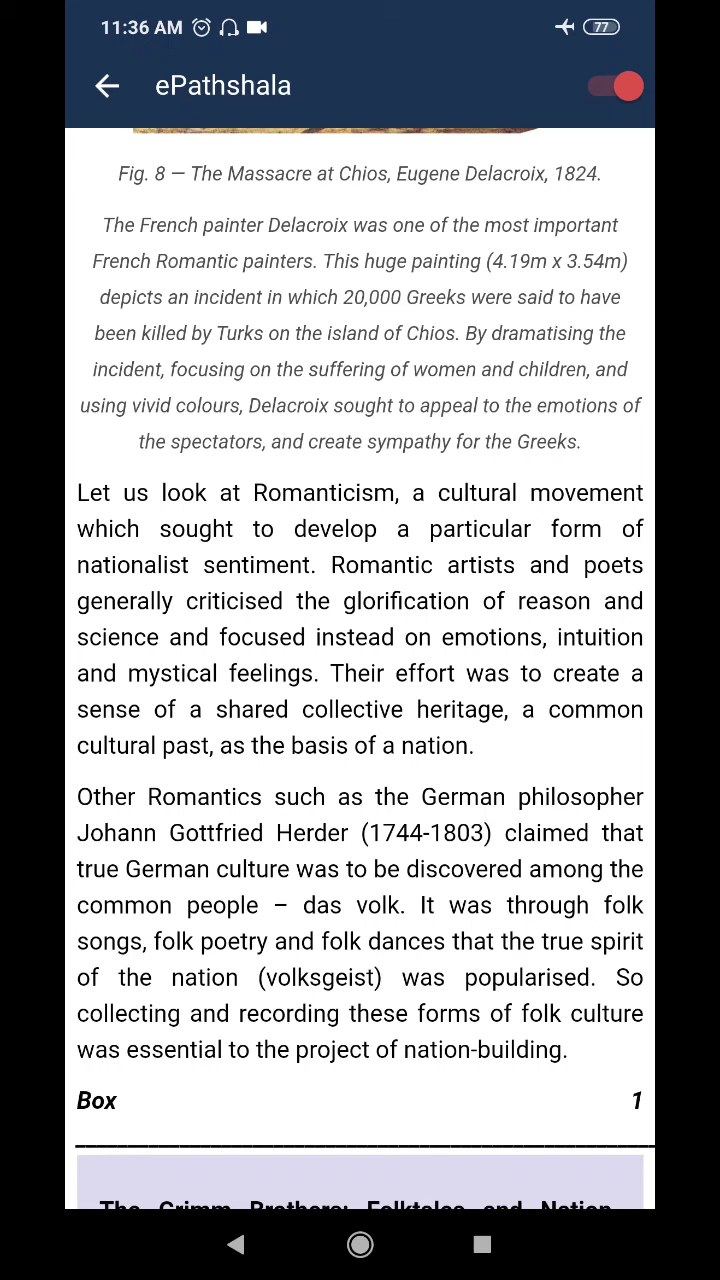 11:36 AM
77
ePathshala
Fig. 8 — The Massacre at Chios, Eugene Delacroix, 1824.
The French painter Delacroix was one of the most important
French Romantic painters. This huge painting (4.19m x 3.54m)
depicts an incident in which 20,000 Greeks were said to have
been killed by Turks on the island of Chios. By dramatising the
incident, focusing on the suffering of women and children, and
using vivid colours, Delacroix sought to appeal to the emotions of
the spectators, and create sympathy for the Greeks.
Let us look at Romanticism, a cultural movement
which sought to develop a particular form of
nationalist sentiment. Romantic artists and poets
generally criticised the glorification of reason and
science and focused instead on emotions, intuition
and mystical feelings. Their effort was to create a
sense of a shared collective heritage, a common
cultural past, as the basis of a nation.
Other Romantics such as the German philosopher
Johann Gottfried Herder (1744-1803) claimed that
true German culture was to be discovered among the
common people – das volk. It was through folk
songs, folk poetry and folk dances that the true spirit
of the nation (volksgeist) was popularised. So
collecting and recording these forms of folk culture
was essential to the project of nation-building.
Box 1
The Grimm Brothers: Folktales and Nation